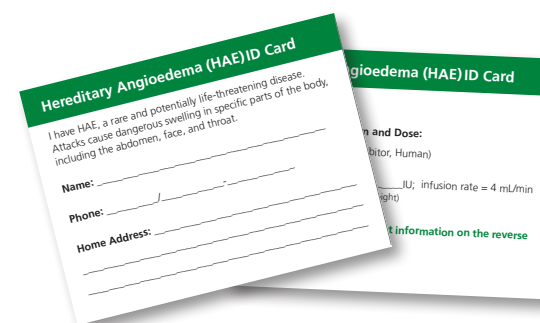 Hereditary Angioedema (HAE) ID Card
I have HAE, a rare and potentially life-threatening disease.
Attacks cause dangerous swelling in specific parts of the body,
including the abdomen, face, and throat.
Name:
Phone: / -
Home Address:
(HAE) ID Card
and Dose:
Human)
IU; infusion rate = 4 mL/min
information on the reverse